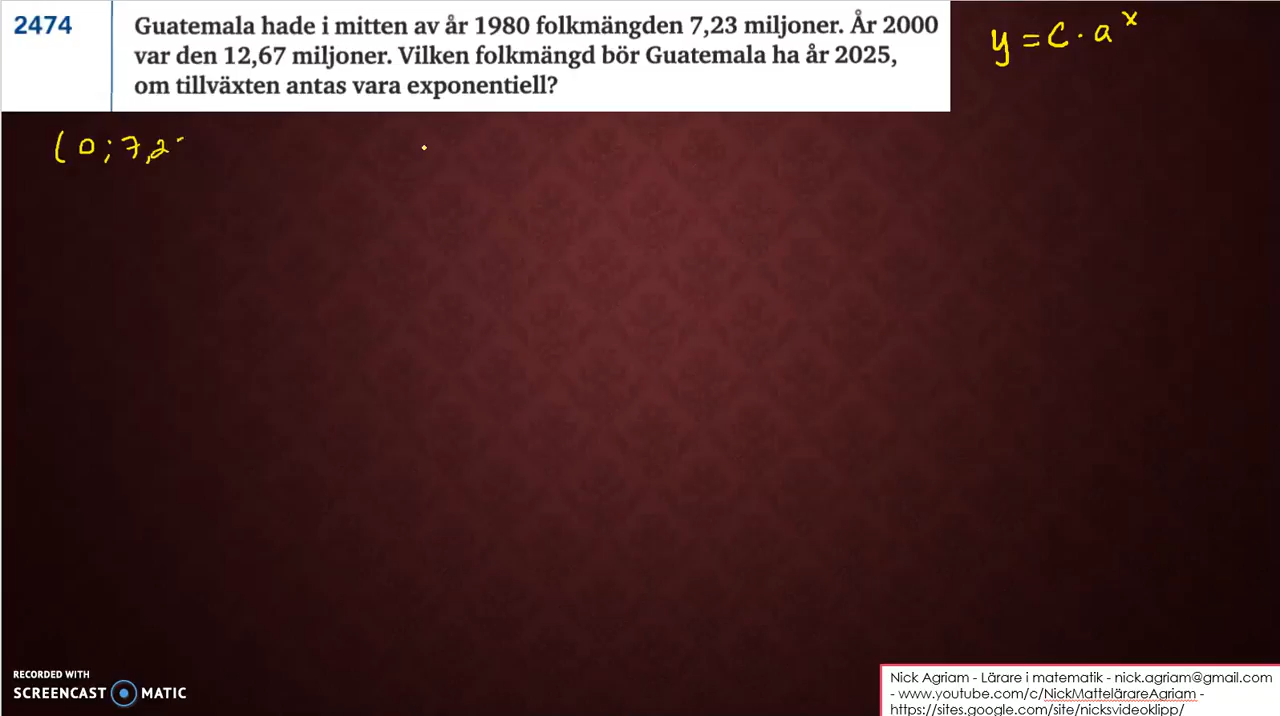 2474
Guatemala hade i mitten av år 1980 folkmängden 7,23 miljoner. År 2000
var den 12,67 miljoner. Vilken folkmängd bör Guatemala ha år 2025,
om tillväxten antas vara exponentiell?
y = C · a^x
( 0 ; 7,2
RECORDED WITH
SCREENCAST MATIC
Nick Agriam - Lärare i matematik - nick.agriam@gmail.com
- www.youtube.com/c/NickMattelärareAgriam -
https://sites.google.com/site/nicksvideoklipp/